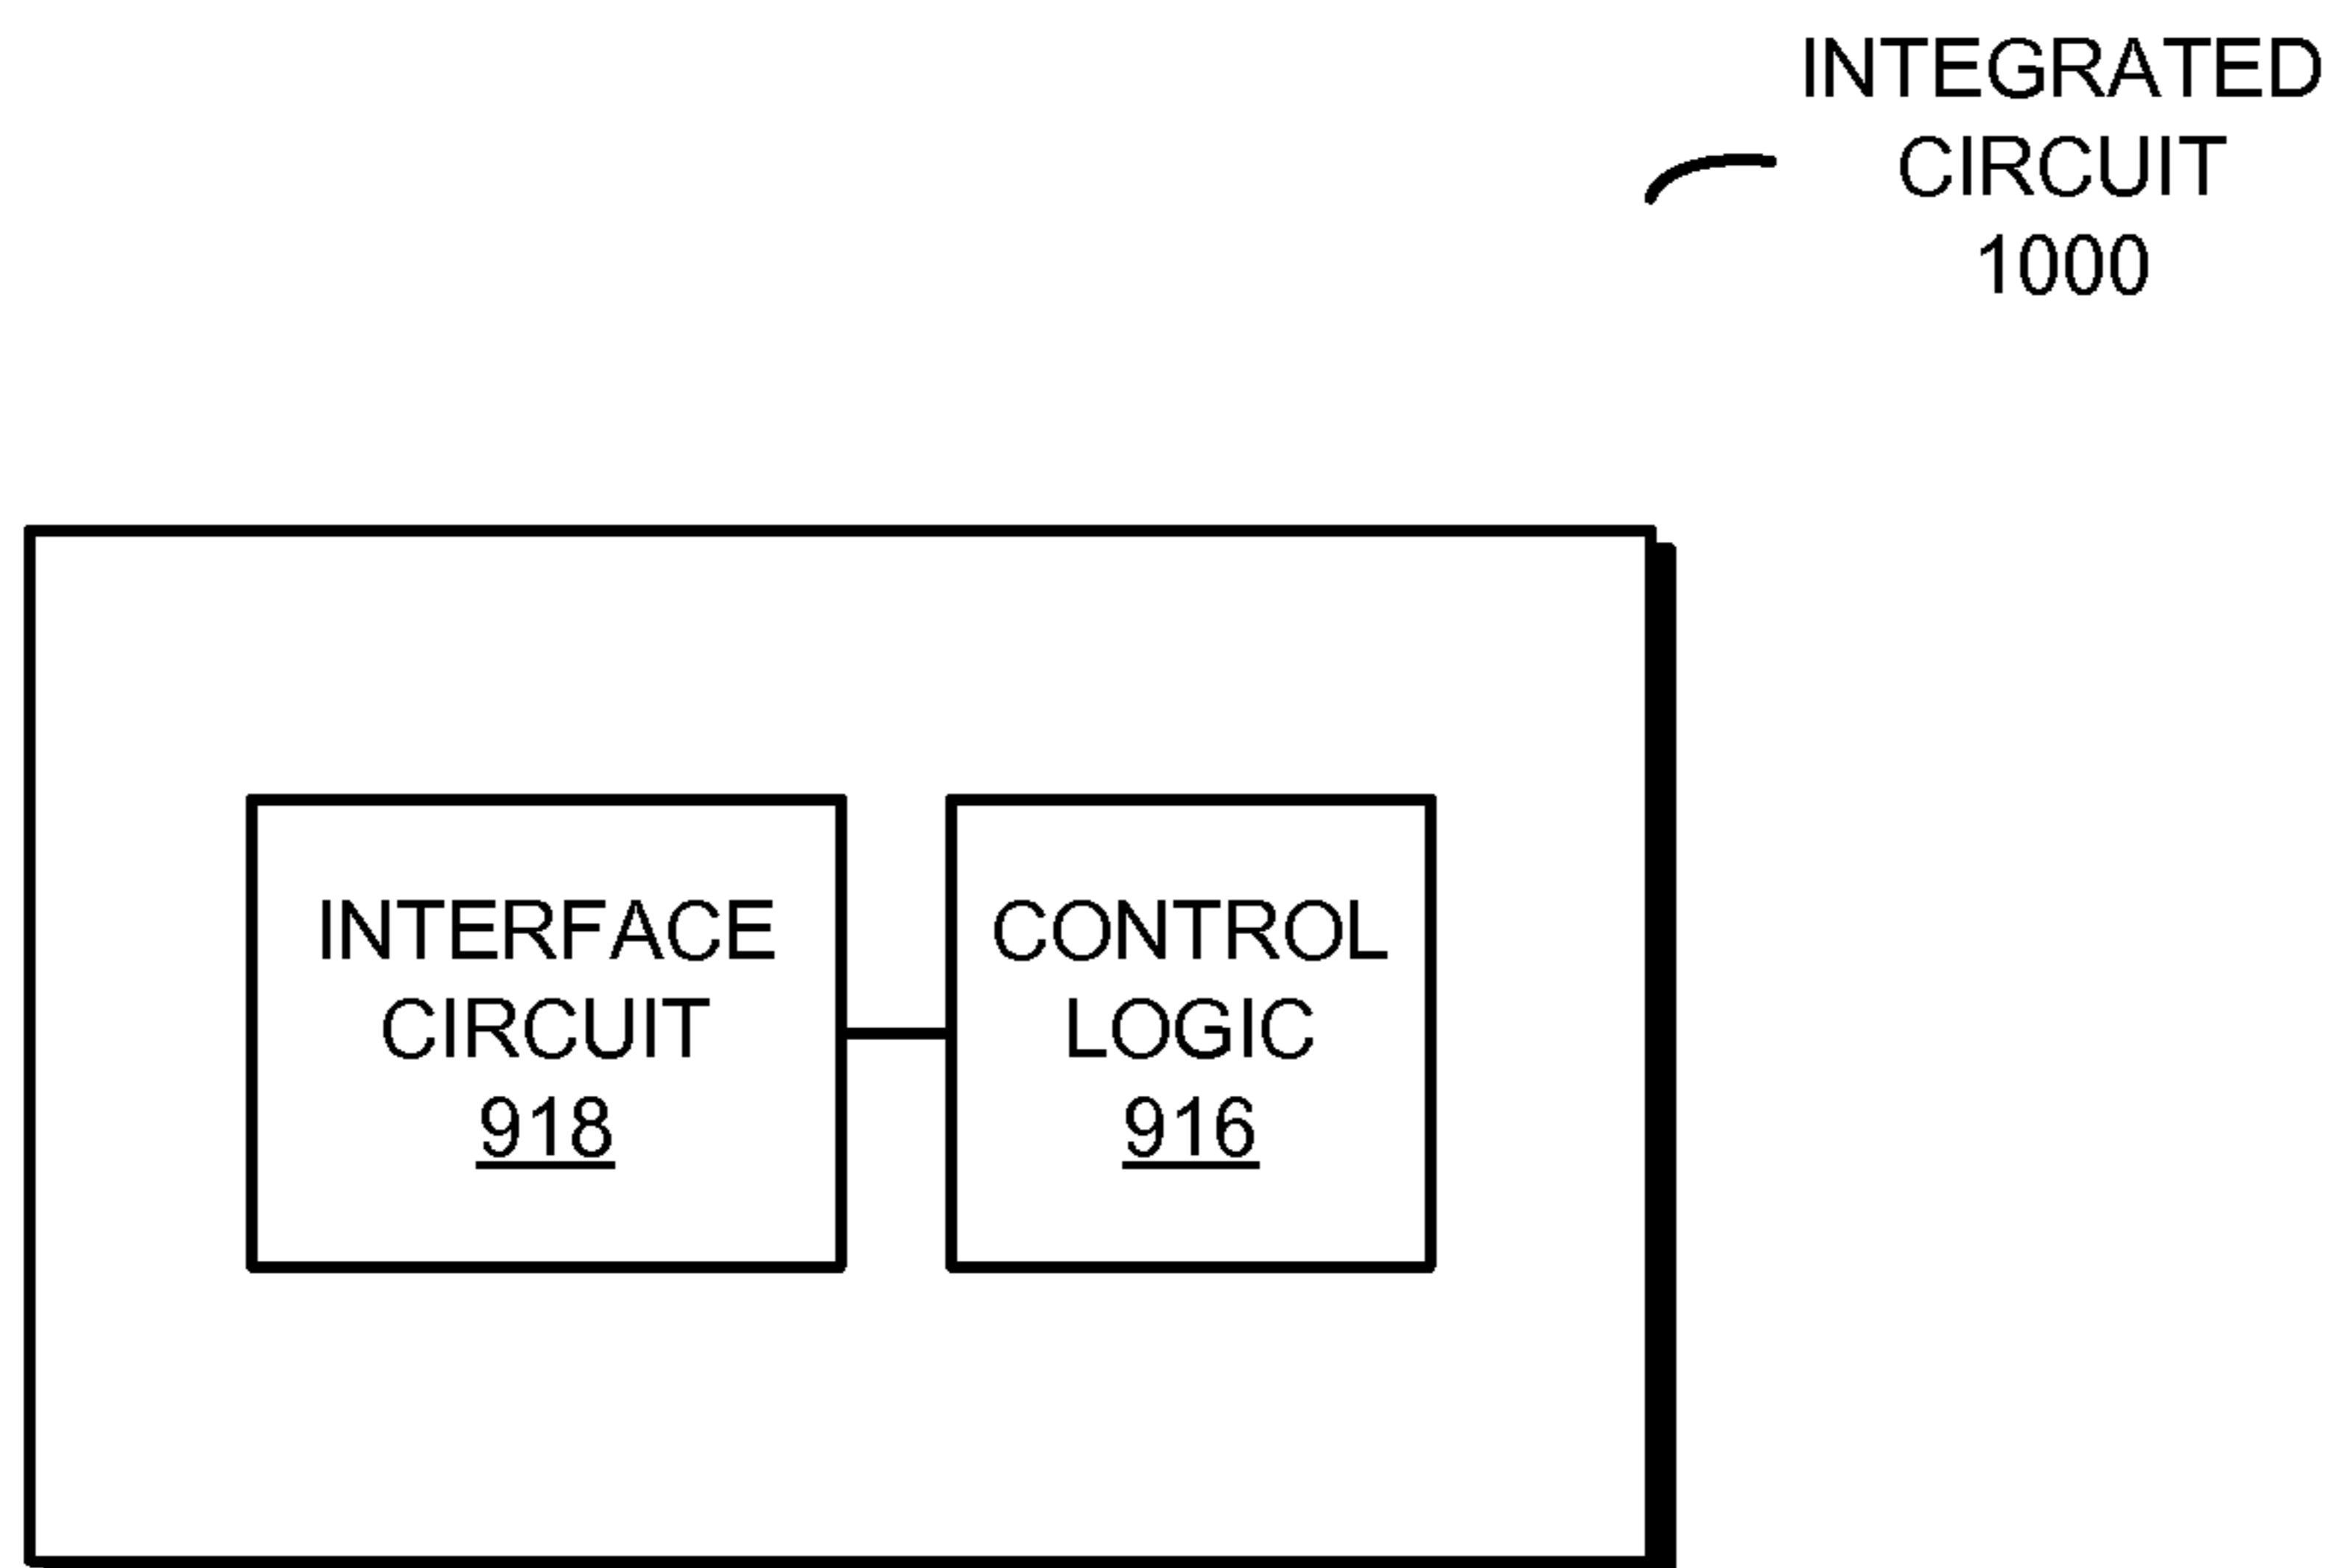 INTEGRATED
CIRCUIT
1000
INTERFACE
CIRCUIT
918
CONTROL
LOGIC
916